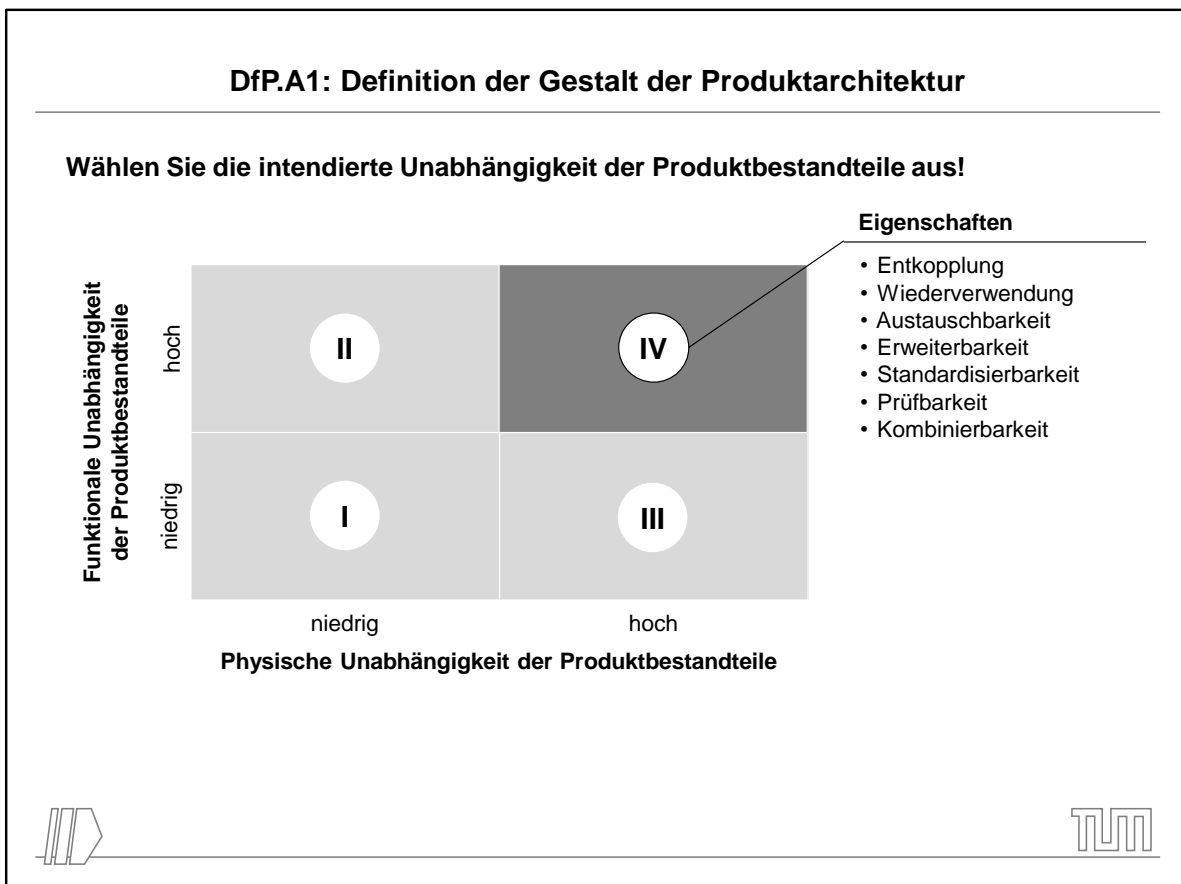 DfP.A1: Definition der Gestalt der Produktarchitektur
Wählen Sie die intendierte Unabhängigkeit der Produktbestandteile aus!
Eigenschaften
• Entkopplung
• Wiederverwendung
• Austauschbarkeit
• Erweiterbarkeit
• Standardisierbarkeit
• Prüfbarkeit
• Kombinierbarkeit
Funktionale Unabhängigkeit
der Produktbestandteile
hoch
II
IV
niedrig
I
III
niedrig
hoch
Physische Unabhängigkeit der Produktbestandteile
TUM